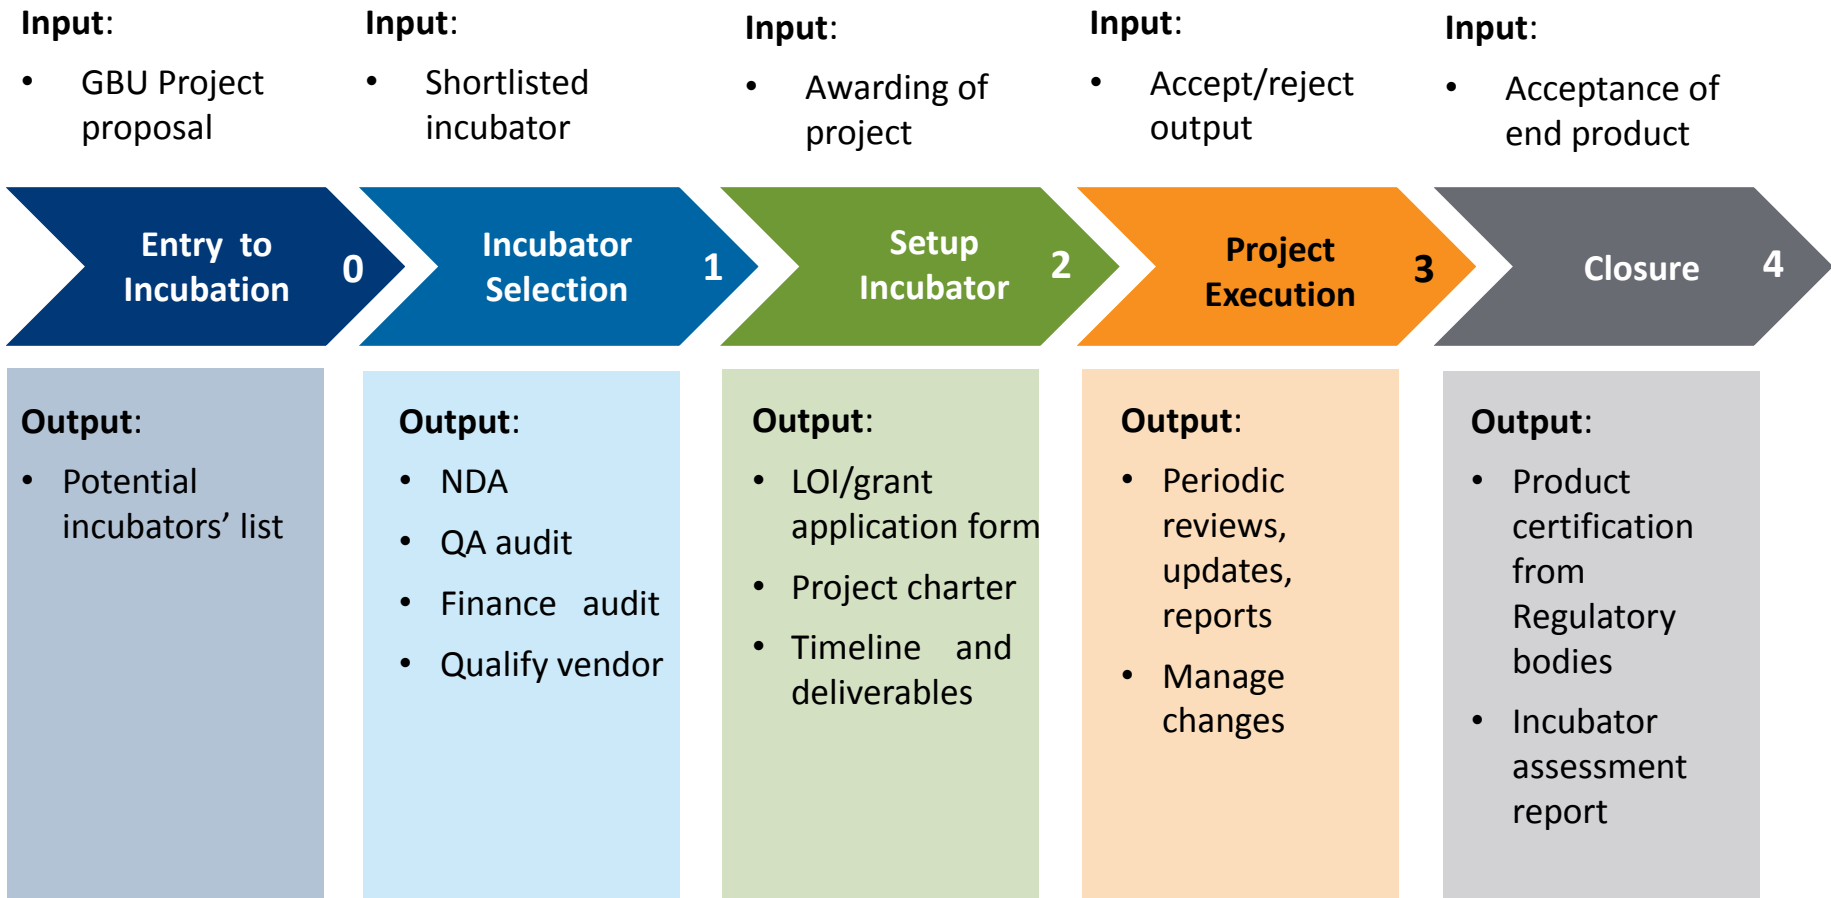 Input:
• GBU Project
proposal
Input:
• Shortlisted
incubator
Input:
• Awarding of
project
Input:
• Accept/reject
output
Input:
• Acceptance of
end product
Entry to
Incubation
0
Incubator
Selection
1
Setup
Incubator
2
Project
Execution
3
Closure
4
Output:
• Potential
incubators’ list
Output:
• NDA
• QA audit
• Finance audit
• Qualify vendor
Output:
• LOI/grant
application form
• Project charter
• Timeline and
deliverables
Output:
• Periodic
reviews,
updates,
reports
• Manage
changes
Output:
• Product
certification
from
Regulatory
bodies
• Incubator
assessment
report